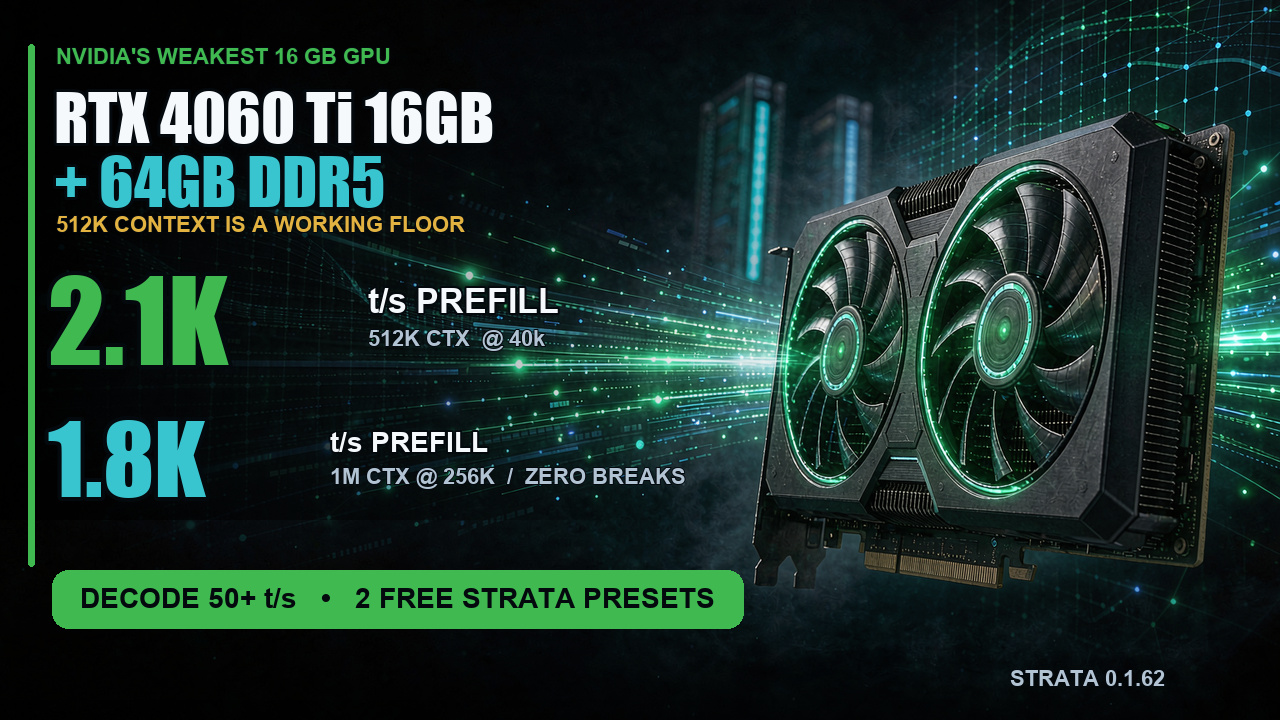 NVIDIA'S WEAKEST 16 GB GPU
RTX 4060 Ti 16GB
+ 64GB DDR5
512K CONTEXT IS A WORKING FLOOR
2.1K
t/s PREFILL
512K CTX @ 40k
1.8K
t/s PREFILL
1M CTX @ 256K / ZERO BREAKS
DECODE 50+ t/s • 2 FREE STRATA PRESETS
STRATA 0.1.62